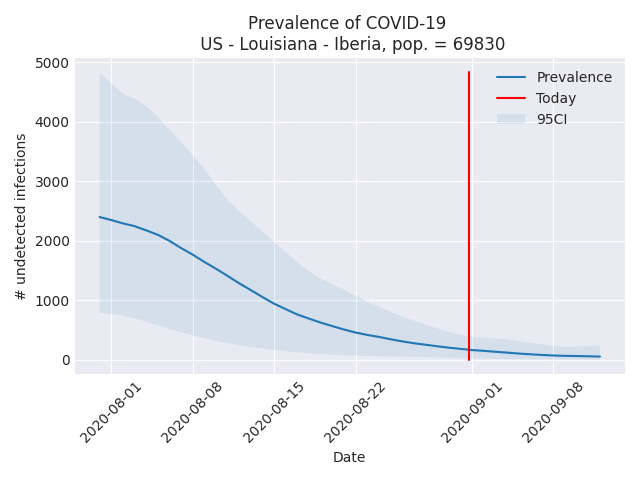 Prevalence of COVID-19
US - Louisiana - Iberia, pop. = 69830
# undetected infections
5000
4000
3000
2000
1000
0
Prevalence
Today
95CI
2020-08-01
2020-08-08
2020-08-15
2020-08-22
2020-09-01
2020-09-08
Date